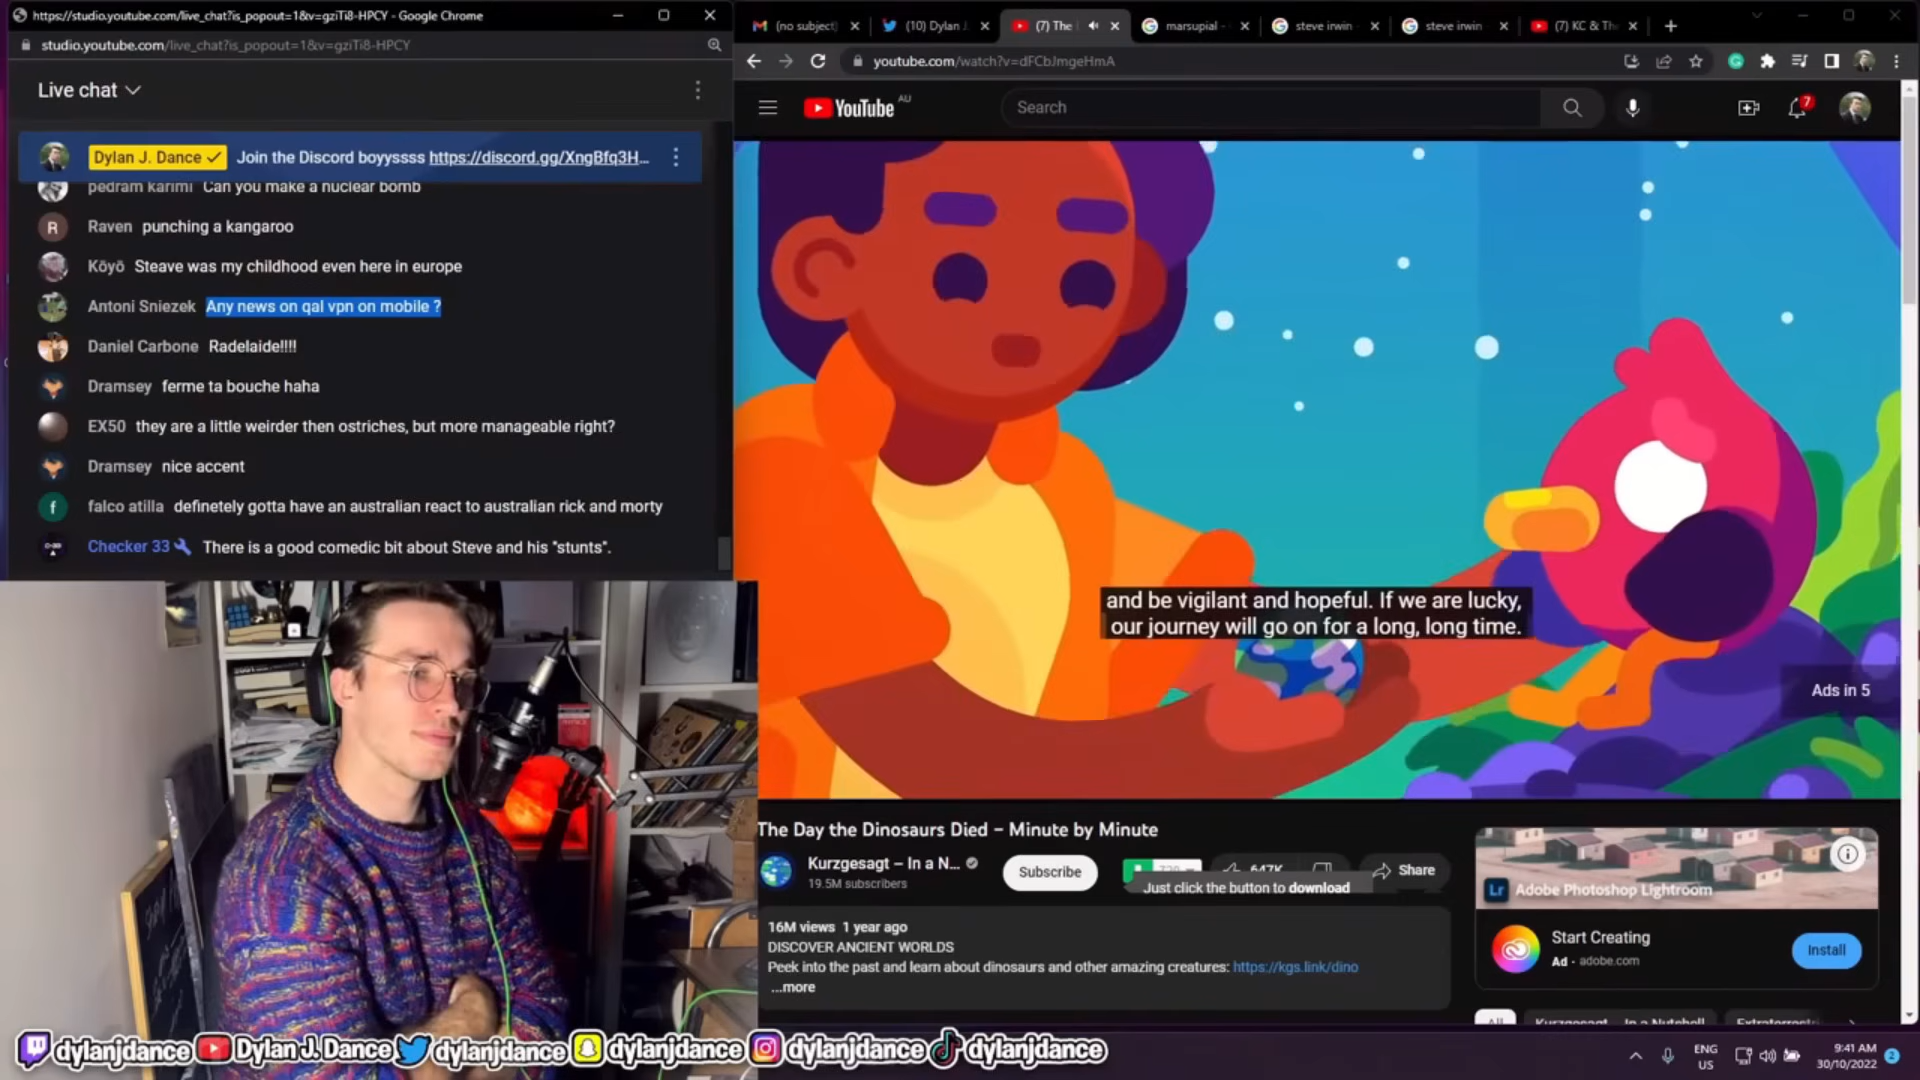 https://studio.youtube.com/live_chat?is_popout=1&v=gziTi8-HPCY - Google Chrome
studio.youtube.com/live_chat?is_popout=1&v=gziTi8-HPCY
Live chat
Dylan J. Dance Join the Discord boyyssss https://discord.gg/XngBfq3H...
pedram karimi Can you make a nuclear bomb
R Raven punching a kangaroo
Kōyō Steave was my childhood even here in europe
Antoni Sniezek Any news on qal vpn on mobile ?
Daniel Carbone Radelaide!!!!
Dramsey ferme ta bouche haha
EX50 they are a little weirder then ostriches, but more manageable right?
Dramsey nice accent
f falco atilla definetely gotta have an australian react to australian rick and morty
Checker 33 There is a good comedic bit about Steve and his "stunts".
(no subject)
(10) Dylan J.
(7) The
marsupial -
steve irwin
steve irwin
(7) KC & The
youtube.com/watch?v=dFCbJmgeHmA
YouTube AU
Search
7
and be vigilant and hopeful. If we are lucky,
our journey will go on for a long, long time.
Ads in 5
The Day the Dinosaurs Died – Minute by Minute
Kurzgesagt – In a N...
19.5M subscribers
Subscribe
647K
Share
Just click the button to download
16M views 1 year ago
DISCOVER ANCIENT WORLDS
Peek into the past and learn about dinosaurs and other amazing creatures: https://kgs.link/dino
...more
Lr Adobe Photoshop Lightroom
Start Creating
Ad · adobe.com
Install
All
Kurzgesagt – In a Nutshell
dylanjdance
Dylan J. Dance
dylanjdance
dylanjdance
dylanjdance
dylanjdance
ENG
US
9:41 AM
30/10/2022
2